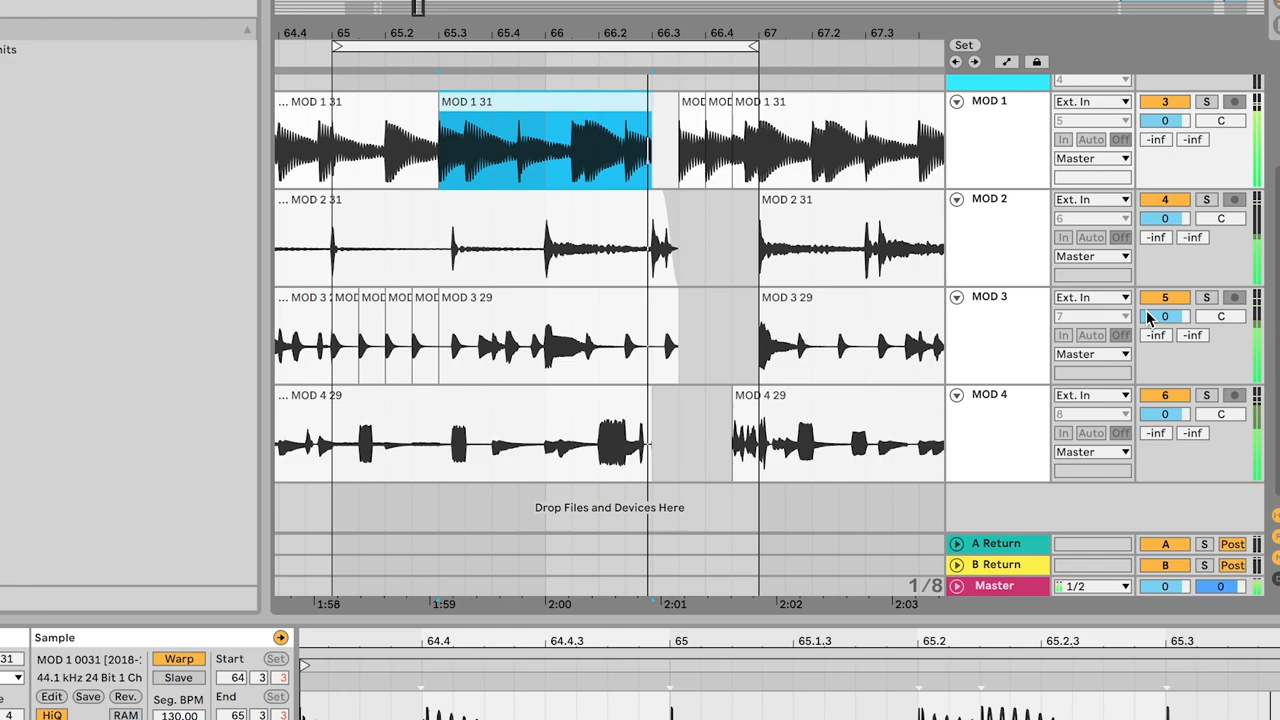 64.4 65 65.2 65.3 65.4 66 66.2 66.3 66.4 67 67.2 67.3
Set
hits
4
... MOD 1 31 MOD 1 31 MOD MOD MOD 1 31
MOD 1 Ext. In 3 S
5 0 C
In Auto Off -inf -inf
Master
... MOD 2 31 MOD 2 31
MOD 2 Ext. In 4 S
6 0 C
In Auto Off -inf -inf
Master
... MOD 3 MOD MOD MOD MOD MOD 3 29 MOD 3 29
MOD 3 Ext. In 5 S
7 0 C
In Auto Off -inf -inf
Master
... MOD 4 29 MOD 4 29
MOD 4 Ext. In 6 S
8 0 C
In Auto Off -inf -inf
Master
Drop Files and Devices Here
A Return A S Post
B Return B S Post
1/8 Master 1/2 0 0
1:58 1:59 2:00 2:01 2:02 2:03
Sample
31 MOD 1 0031 [2018-: Warp Start Set
44.1 kHz 24 Bit 1 Ch Slave 64 3 3
Edit Save Rev. Seg. BPM End Set
4 HiQ RAM 130.00 65 3 3
64.4 64.4.3 65 65.1.3 65.2 65.2.3 65.3